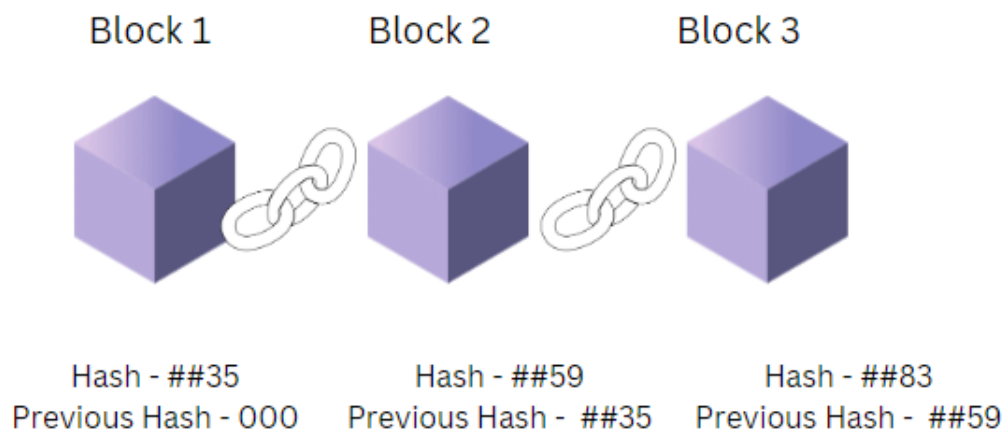 Block 1
Block 2
Block 3
Hash - ##35
Previous Hash - 000
Hash - ##59
Previous Hash - ##35
Hash - ##83
Previous Hash - ##59